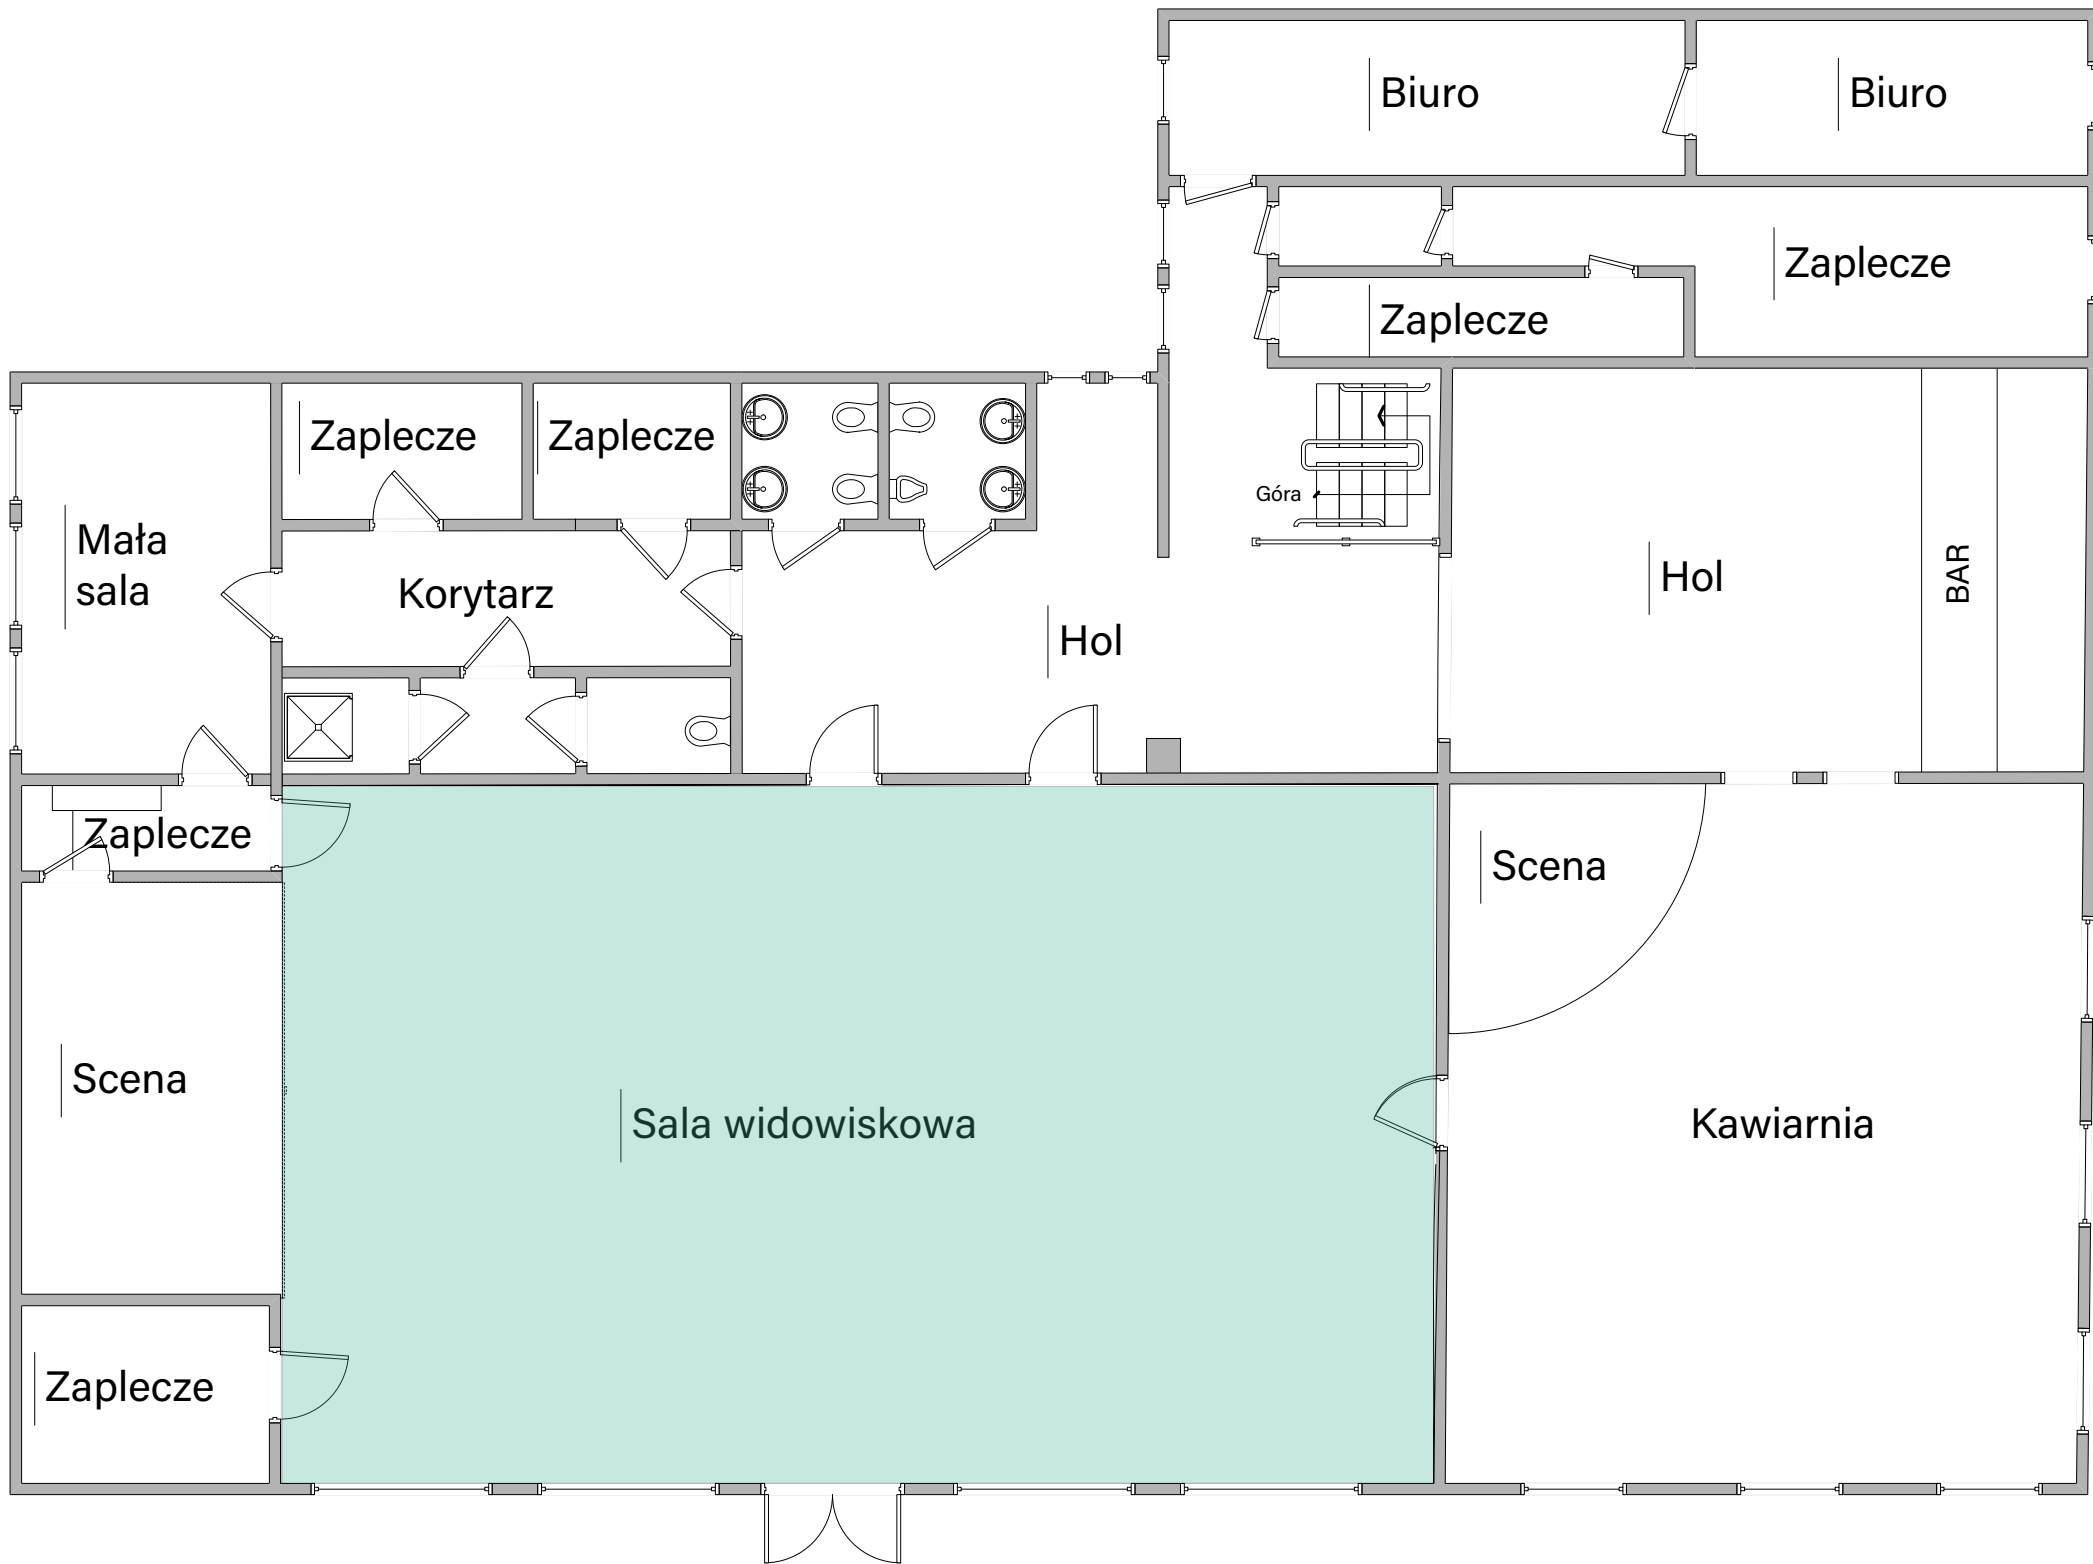 Biuro
Biuro
Zaplecze
Zaplecze
Zaplecze
Zaplecze
Góra
Mała
sala
Korytarz
Hol
Hol
BAR
Zaplecze
Scena
Scena
Sala widowiskowa
Kawiarnia
Zaplecze